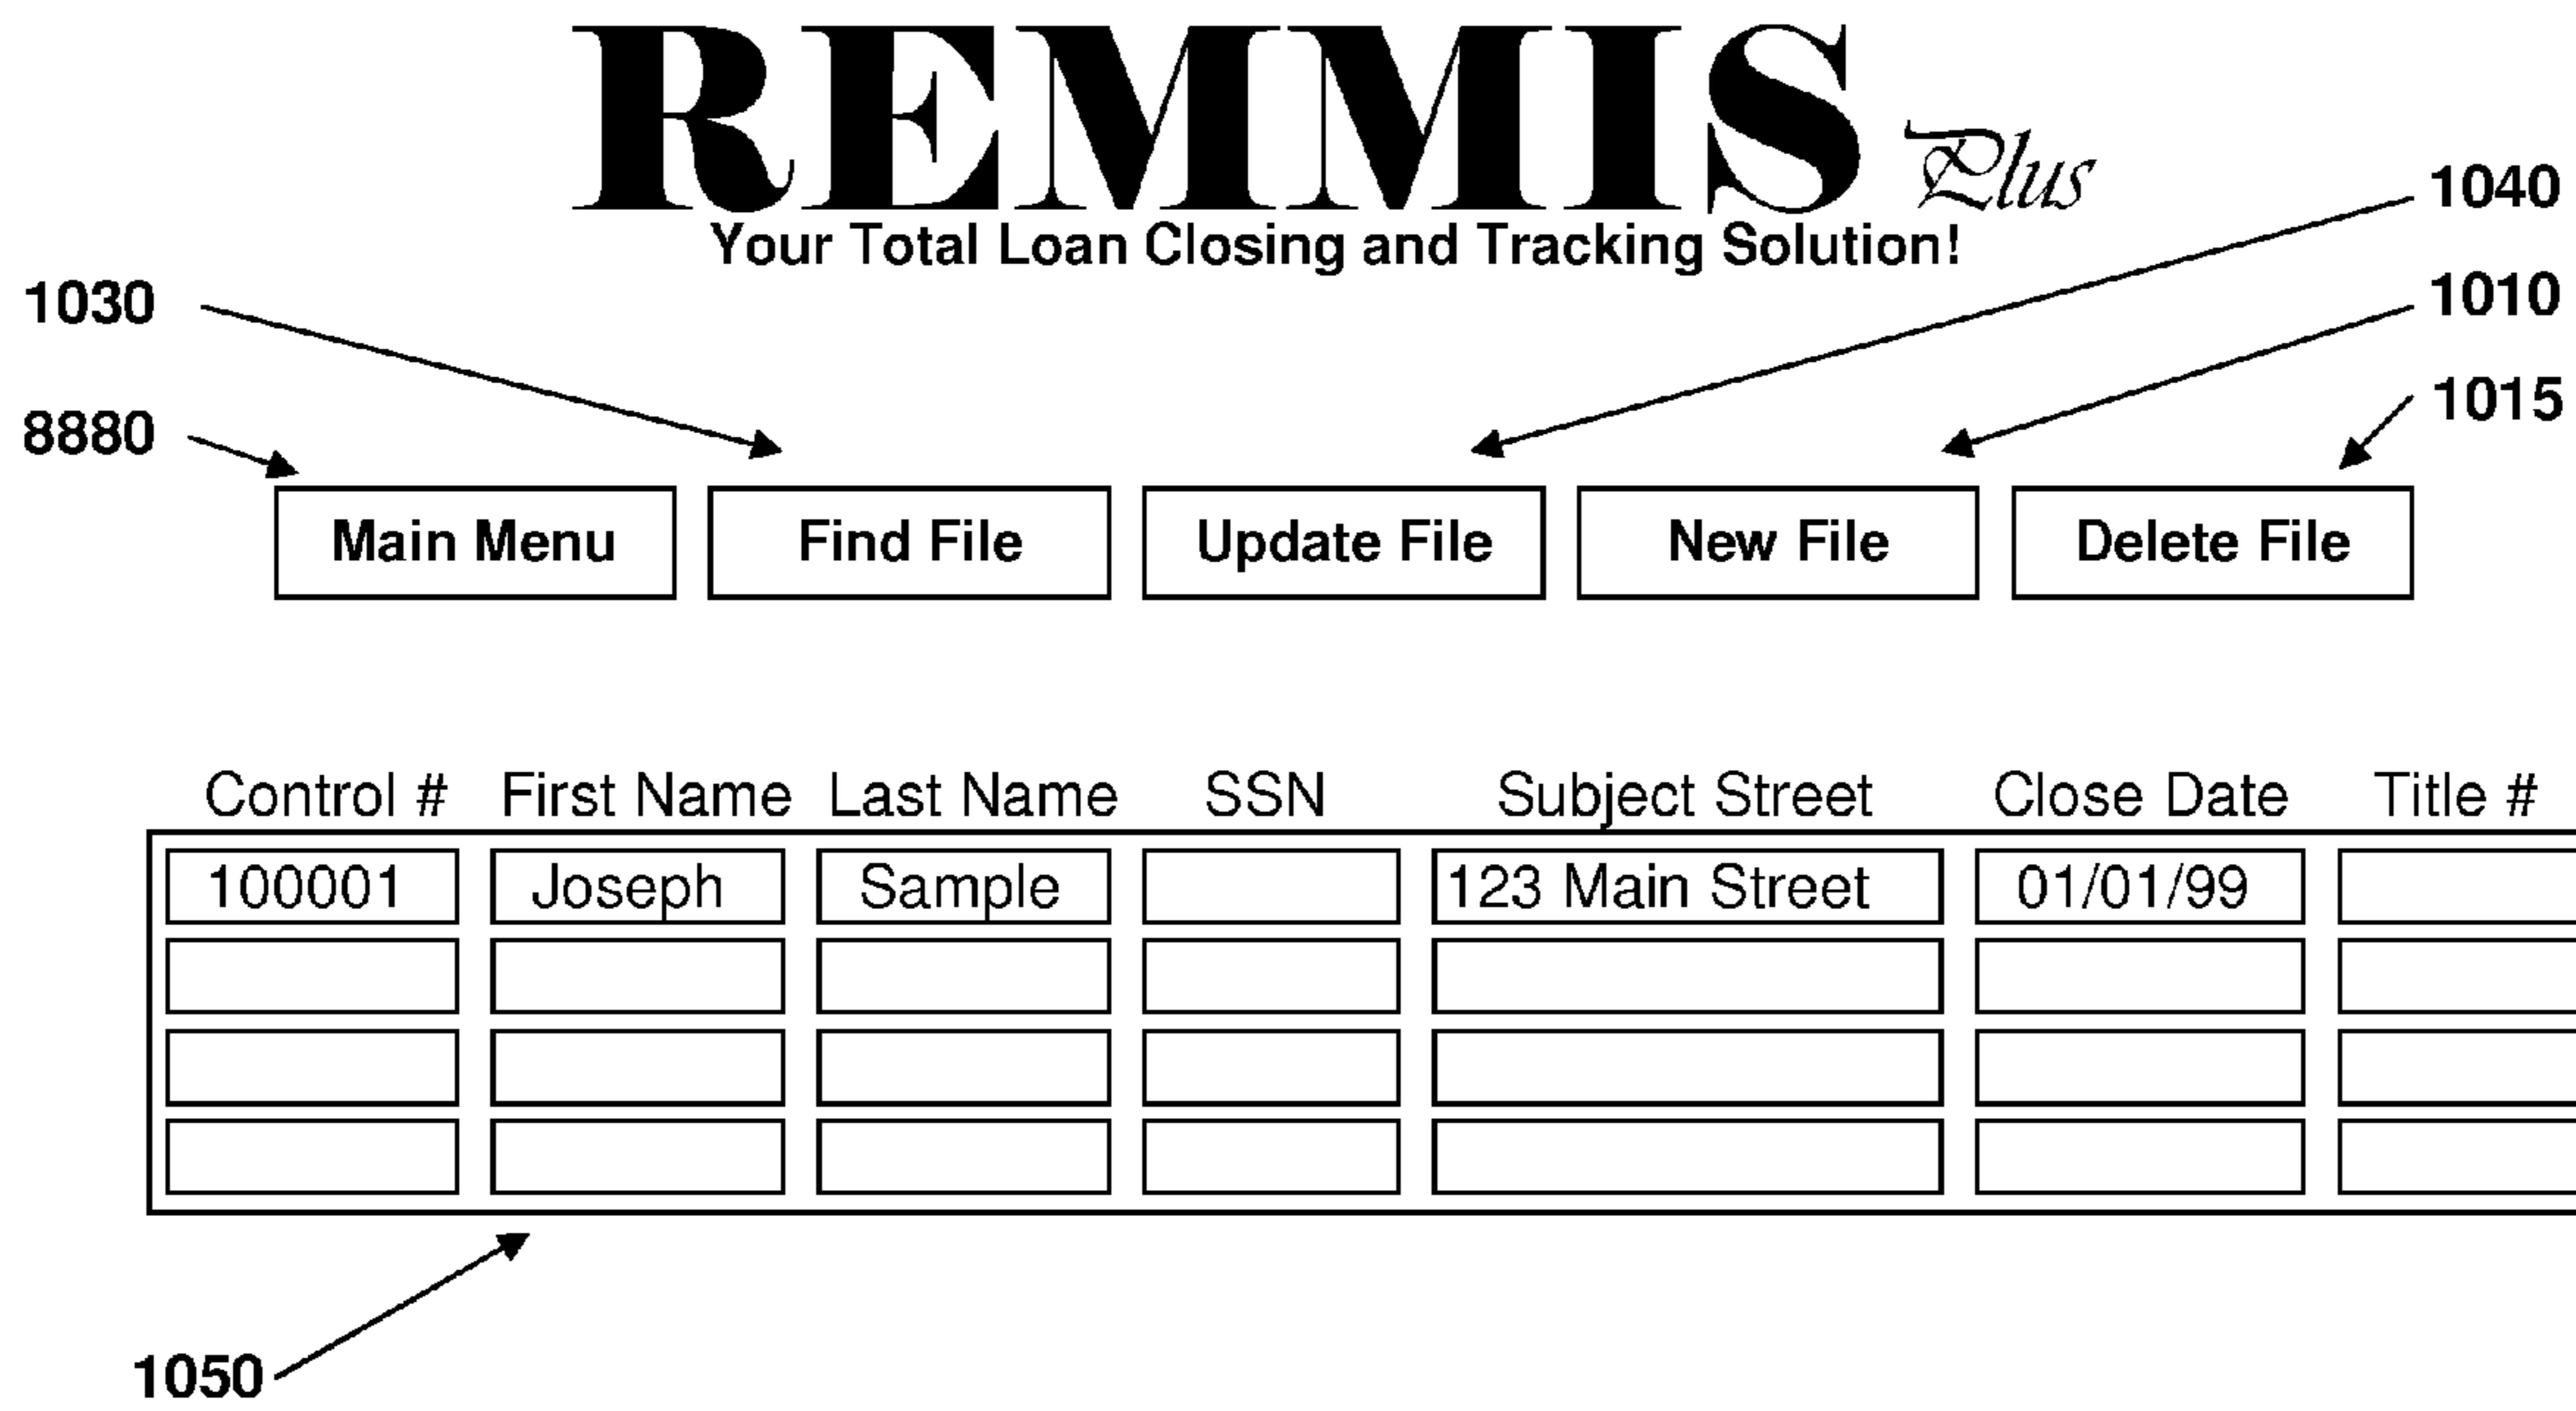 REMMIS Plus
Your Total Loan Closing and Tracking Solution!
1040
1030
1010
8880
1015
Main Menu Find File Update File New File Delete File
Control # First Name Last Name SSN Subject Street Close Date Title #
100001 Joseph Sample 123 Main Street 01/01/99
1050